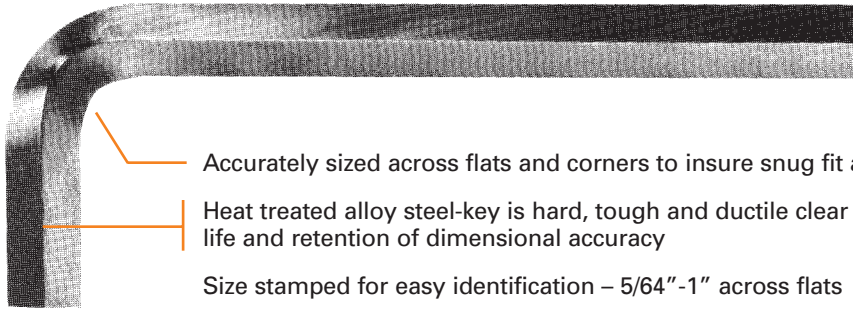 Accurately sized across flats and corners to insure snug fit
Heat treated alloy steel-key is hard, tough and ductile clear
life and retention of dimensional accuracy
Size stamped for easy identification – 5/64”-1” across flats